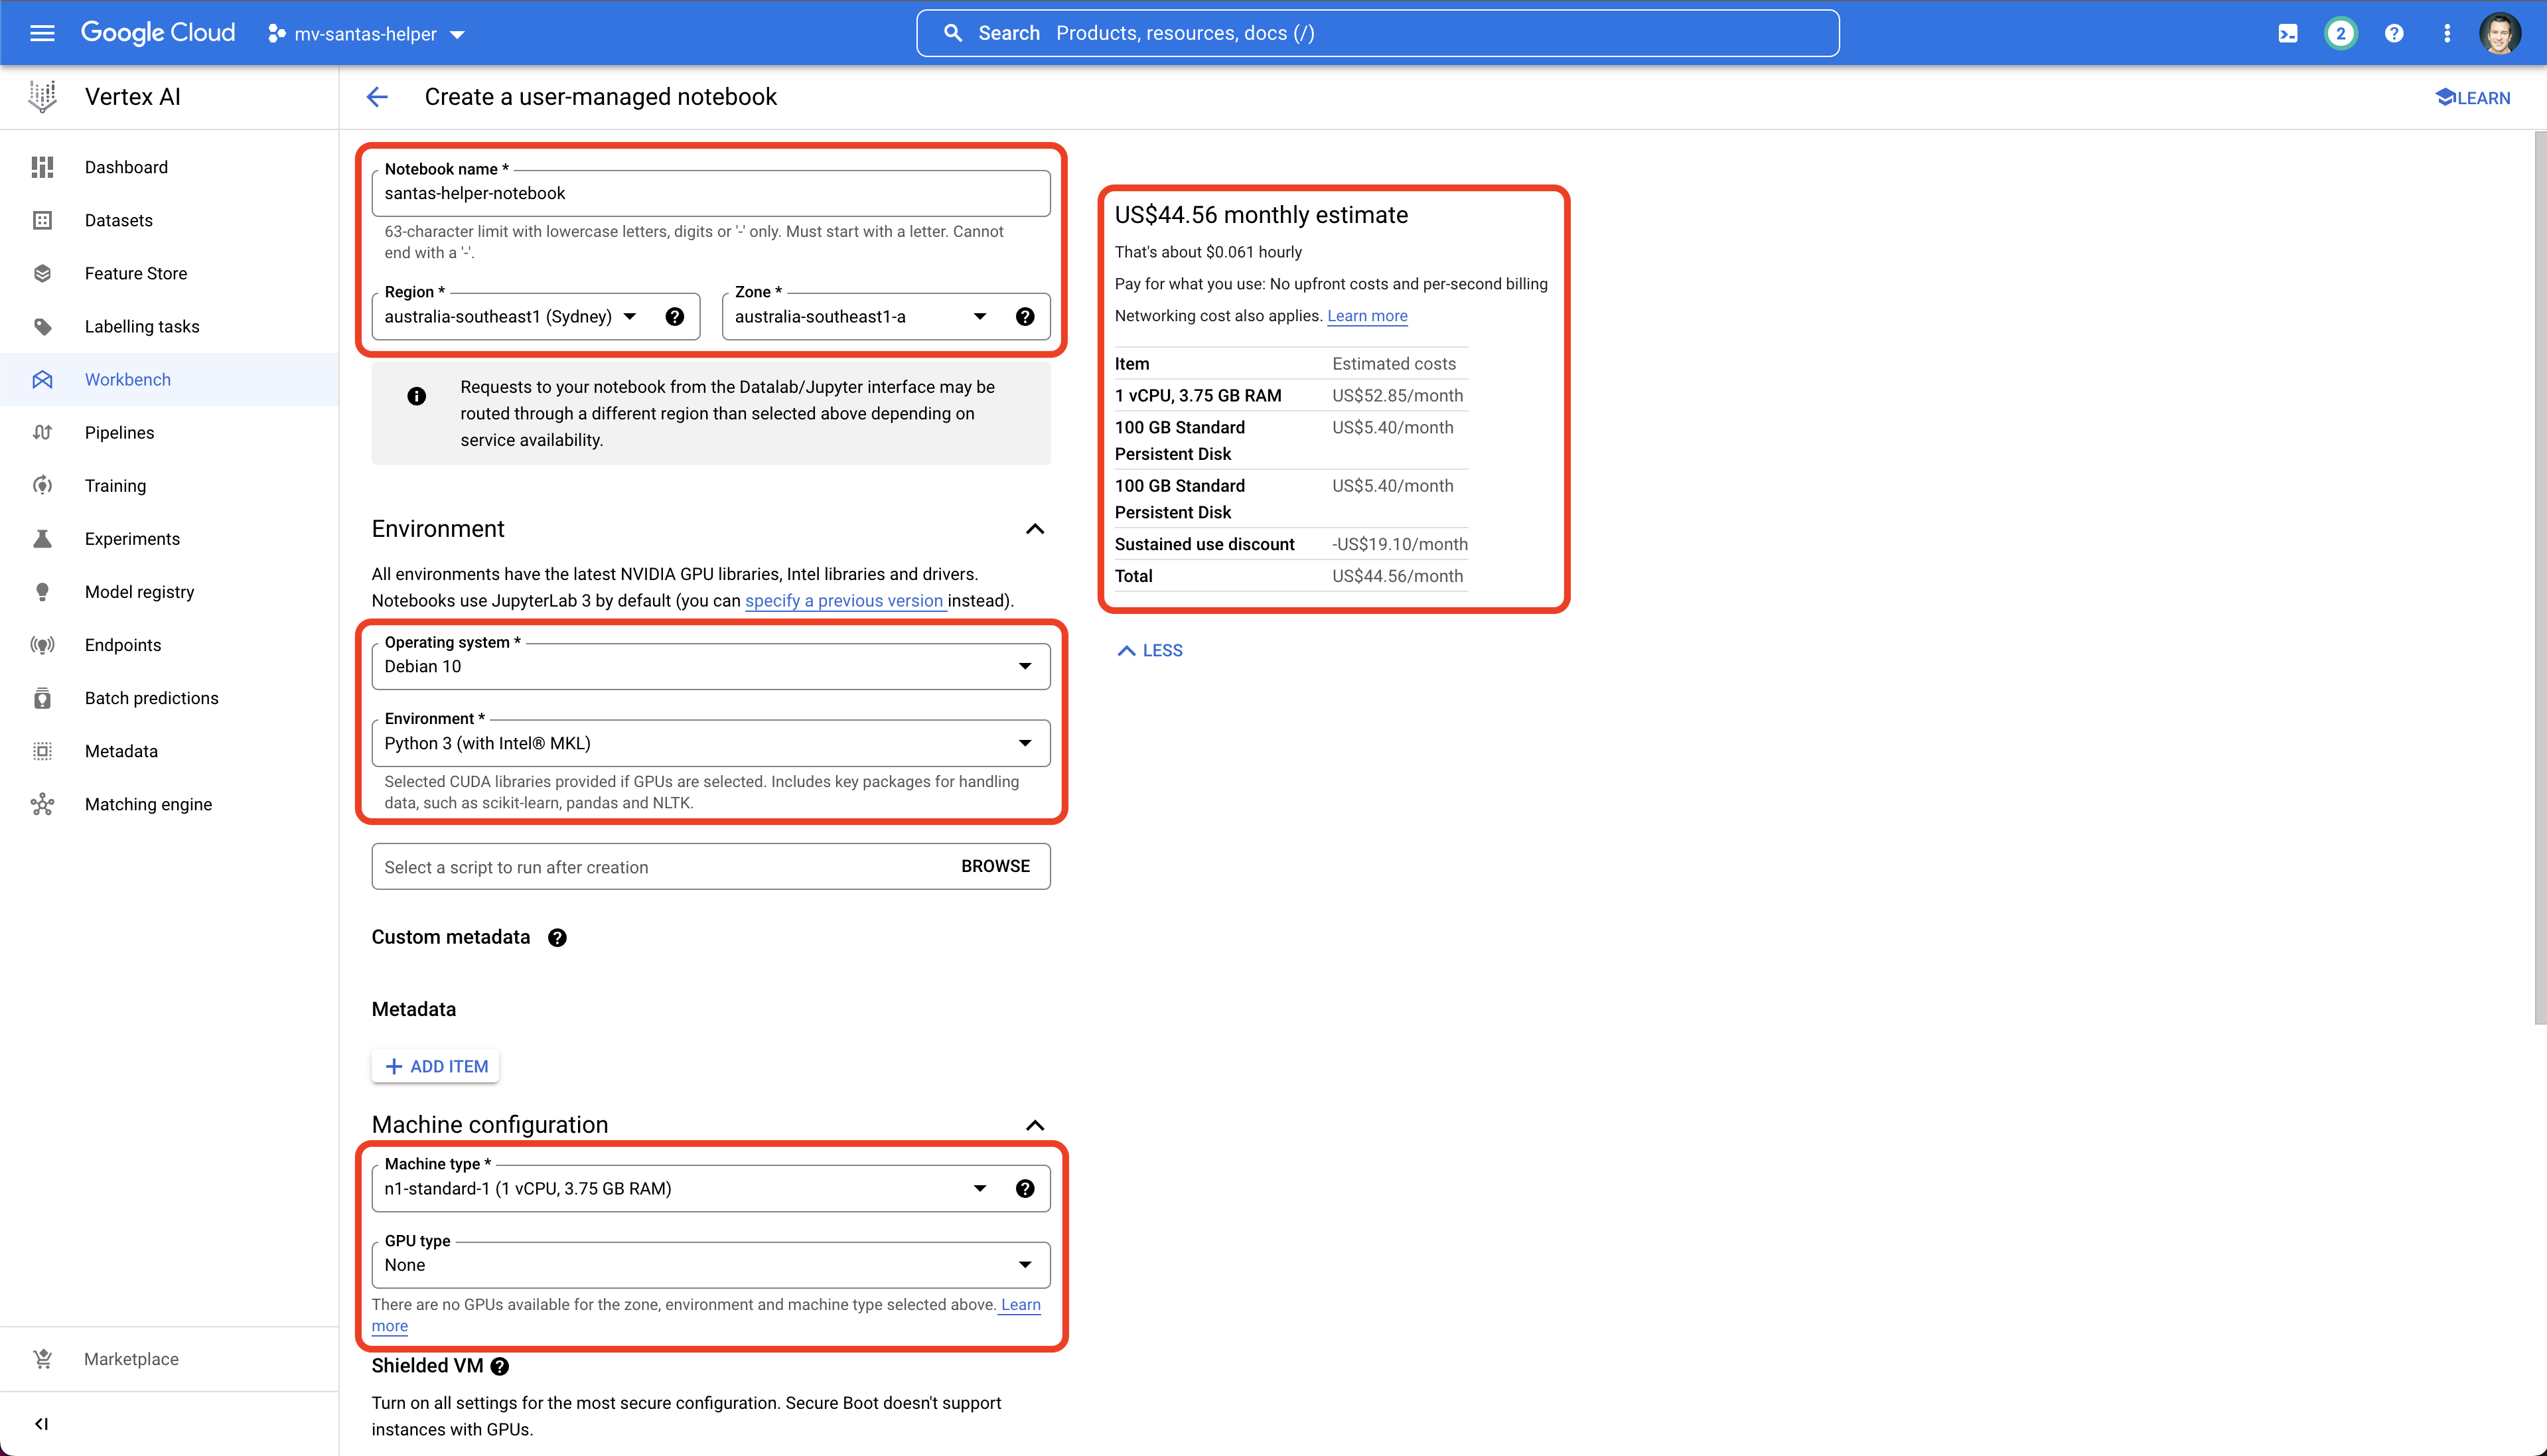 Google Cloud
mv-santas-helper
Search Products, resources, docs (/)
2
Vertex AI
Create a user-managed notebook
LEARN
Dashboard
Datasets
Feature Store
Labelling tasks
Workbench
Pipelines
Training
Experiments
Model registry
Endpoints
Batch predictions
Metadata
Matching engine
Marketplace
Notebook name *
santas-helper-notebook
63-character limit with lowercase letters, digits or '-' only. Must start with a letter. Cannot
end with a '-'.
Region *
australia-southeast1 (Sydney)
Zone *
australia-southeast1-a
Requests to your notebook from the Datalab/Jupyter interface may be
routed through a different region than selected above depending on
service availability.
Environment
All environments have the latest NVIDIA GPU libraries, Intel libraries and drivers.
Notebooks use JupyterLab 3 by default (you can specify a previous version instead).
Operating system *
Debian 10
Environment *
Python 3 (with Intel® MKL)
Selected CUDA libraries provided if GPUs are selected. Includes key packages for handling
data, such as scikit-learn, pandas and NLTK.
Select a script to run after creation BROWSE
Custom metadata
Metadata
ADD ITEM
Machine configuration
Machine type *
n1-standard-1 (1 vCPU, 3.75 GB RAM)
GPU type
None
There are no GPUs available for the zone, environment and machine type selected above. Learn
more
Shielded VM
Turn on all settings for the most secure configuration. Secure Boot doesn't support
instances with GPUs.
US$44.56 monthly estimate
That's about $0.061 hourly
Pay for what you use: No upfront costs and per-second billing
Networking cost also applies. Learn more
Item Estimated costs
1 vCPU, 3.75 GB RAM US$52.85/month
100 GB Standard US$5.40/month
Persistent Disk
100 GB Standard US$5.40/month
Persistent Disk
Sustained use discount -US$19.10/month
Total US$44.56/month
LESS